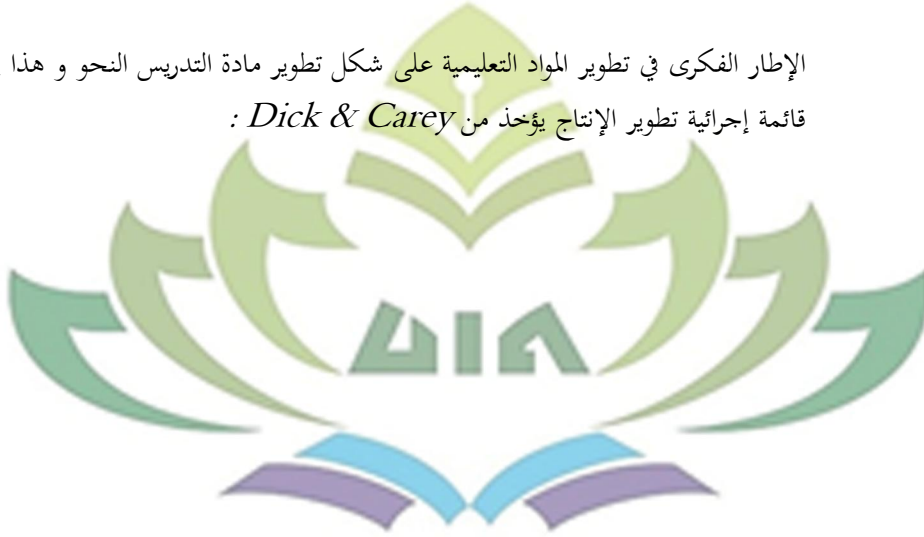 الإطار الفكرى في تطوير المواد التعليمية على شكل تطوير مادة التدريس النحو و هذا
قائمة إجرائية تطوير الإنتاج يؤخذ من Dick & Carey :